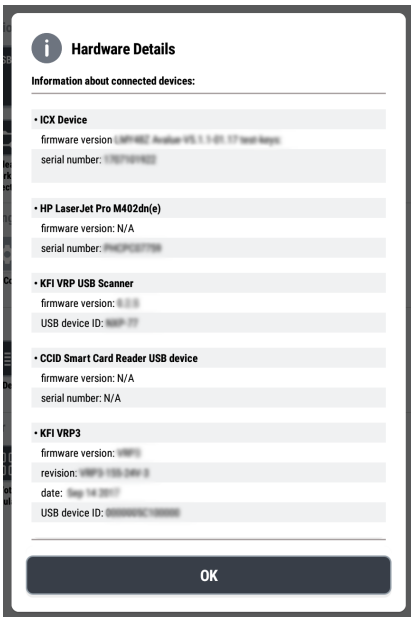 Hardware Details
Information about connected devices:
• ICX Device
firmware version
serial number:
• HP LaserJet Pro M402dn(e)
firmware version: N/A
serial number:
• KFI VRP USB Scanner
firmware version:
USB device ID:
• CCID Smart Card Reader USB device
firmware version: N/A
serial number: N/A
• KFI VRP3
firmware version:
revision:
date:
USB device ID:
OK